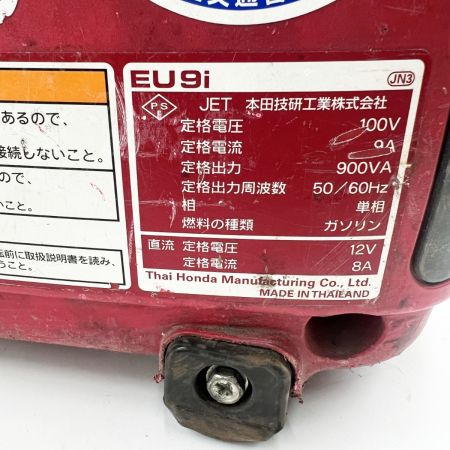 EU9i
JN3
PS
E
JET 本田技研工業株式会社
定格電圧 100V
定格電流 9A
定格出力 900VA
定格出力周波数 50/60Hz
相 単相
燃料の種類 ガソリン
直流 定格電圧 12V
定格電流 8A
Thai Honda Manufacturing Co., Ltd.
MADE IN THAILAND
あるので、
接続しないこと。
ので、
いこと。
転前に取扱説明書を読み、
うこと。